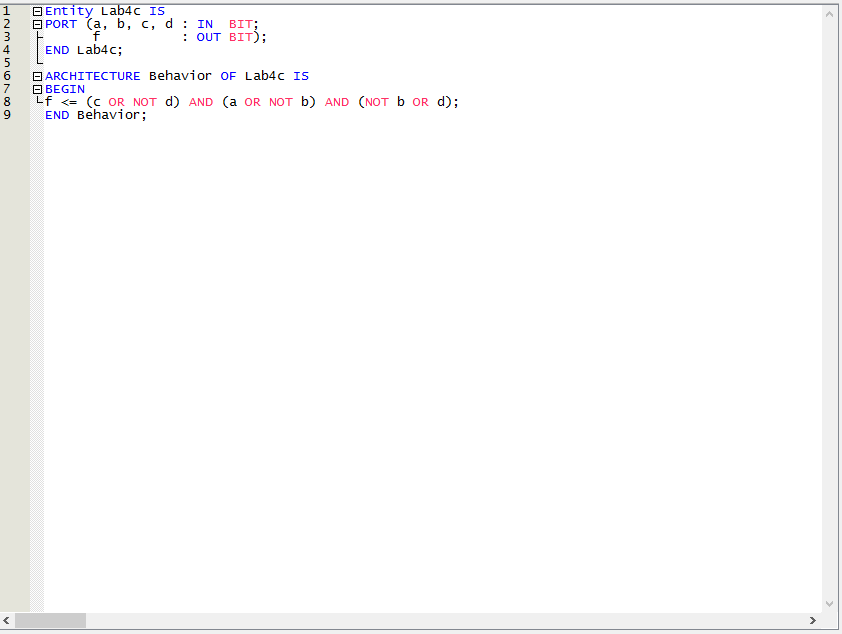 1 Entity Lab4c IS
2 PORT (a, b, c, d : IN  BIT;
3       f          : OUT BIT);
4 END Lab4c;
5
6 ARCHITECTURE Behavior OF Lab4c IS
7 BEGIN
8 f <= (c OR NOT d) AND (a OR NOT b) AND (NOT b OR d);
9 END Behavior;